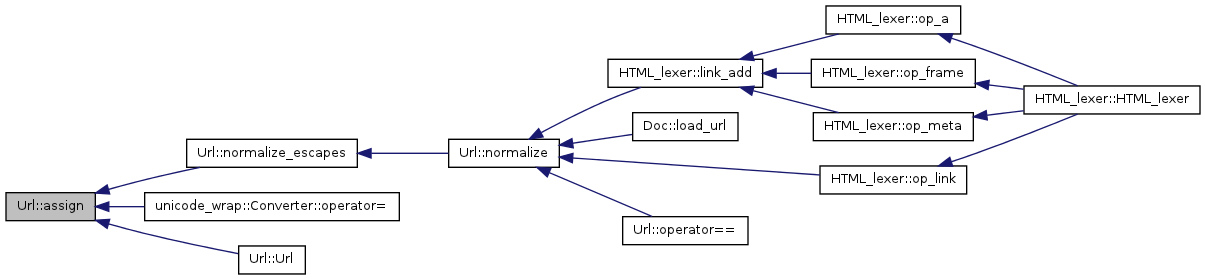 HTML_lexer::op_a
HTML_lexer::link_add
HTML_lexer::op_frame
HTML_lexer::HTML_lexer
Doc::load_url
HTML_lexer::op_meta
Url::normalize_escapes
Url::normalize
HTML_lexer::op_link
Url::assign
unicode_wrap::Converter::operator=
Url::operator==
Url::Url